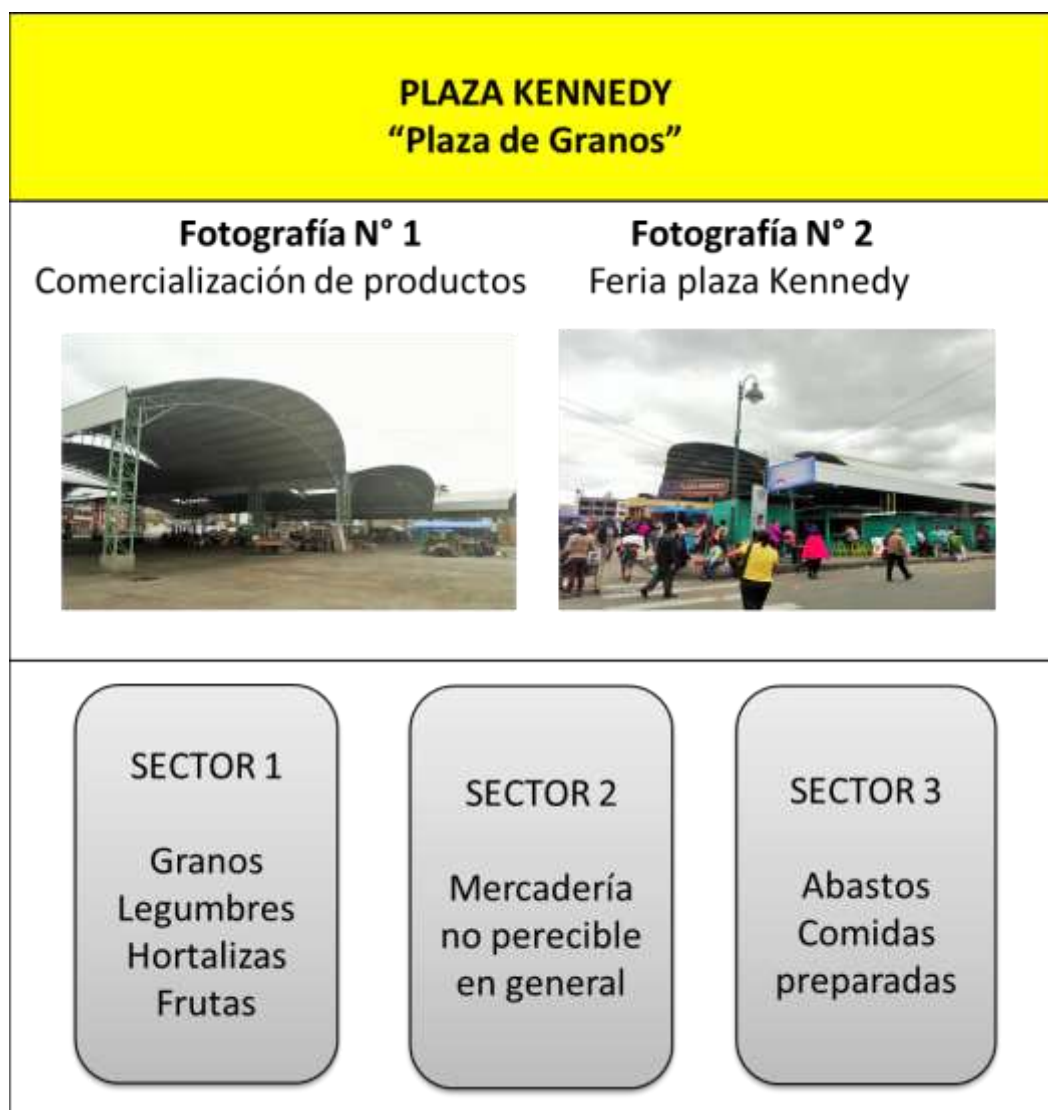 PLAZA KENNEDY
“Plaza de Granos”
Fotografía N° 1
Comercialización de productos
Fotografía N° 2
Feria plaza Kennedy
SECTOR 1
Granos
Legumbres
Hortalizas
Frutas
SECTOR 2
Mercadería
no perecible
en general
SECTOR 3
Abastos
Comidas
preparadas